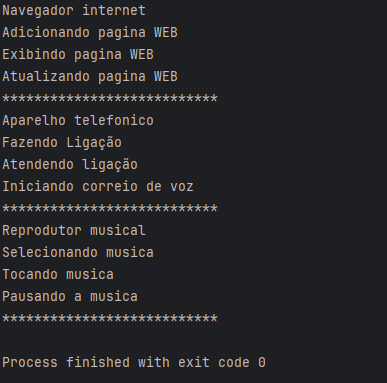 Navegador internet
Adicionando pagina WEB
Exibindo pagina WEB
Atualizando pagina WEB
***************************
Aparelho telefonico
Fazendo Ligação
Atendendo ligação
Iniciando correio de voz
***************************
Reprodutor musical
Selecionando musica
Tocando musica
Pausando a musica
***************************
Process finished with exit code 0